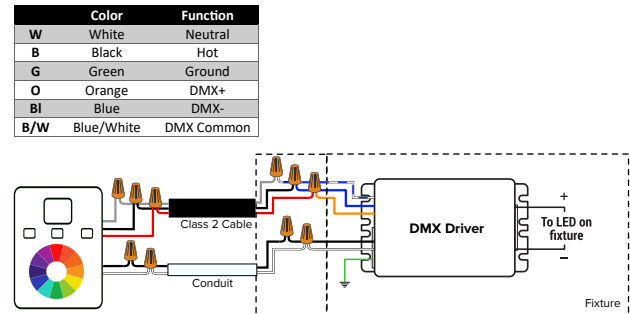 Color Function
W White Neutral
B Black Hot
G Green Ground
O Orange DMX+
Bl Blue DMX-
B/W Blue/White DMX Common
Class 2 Cable
Conduit
DMX Driver
+
To LED on
fixture
–
Fixture